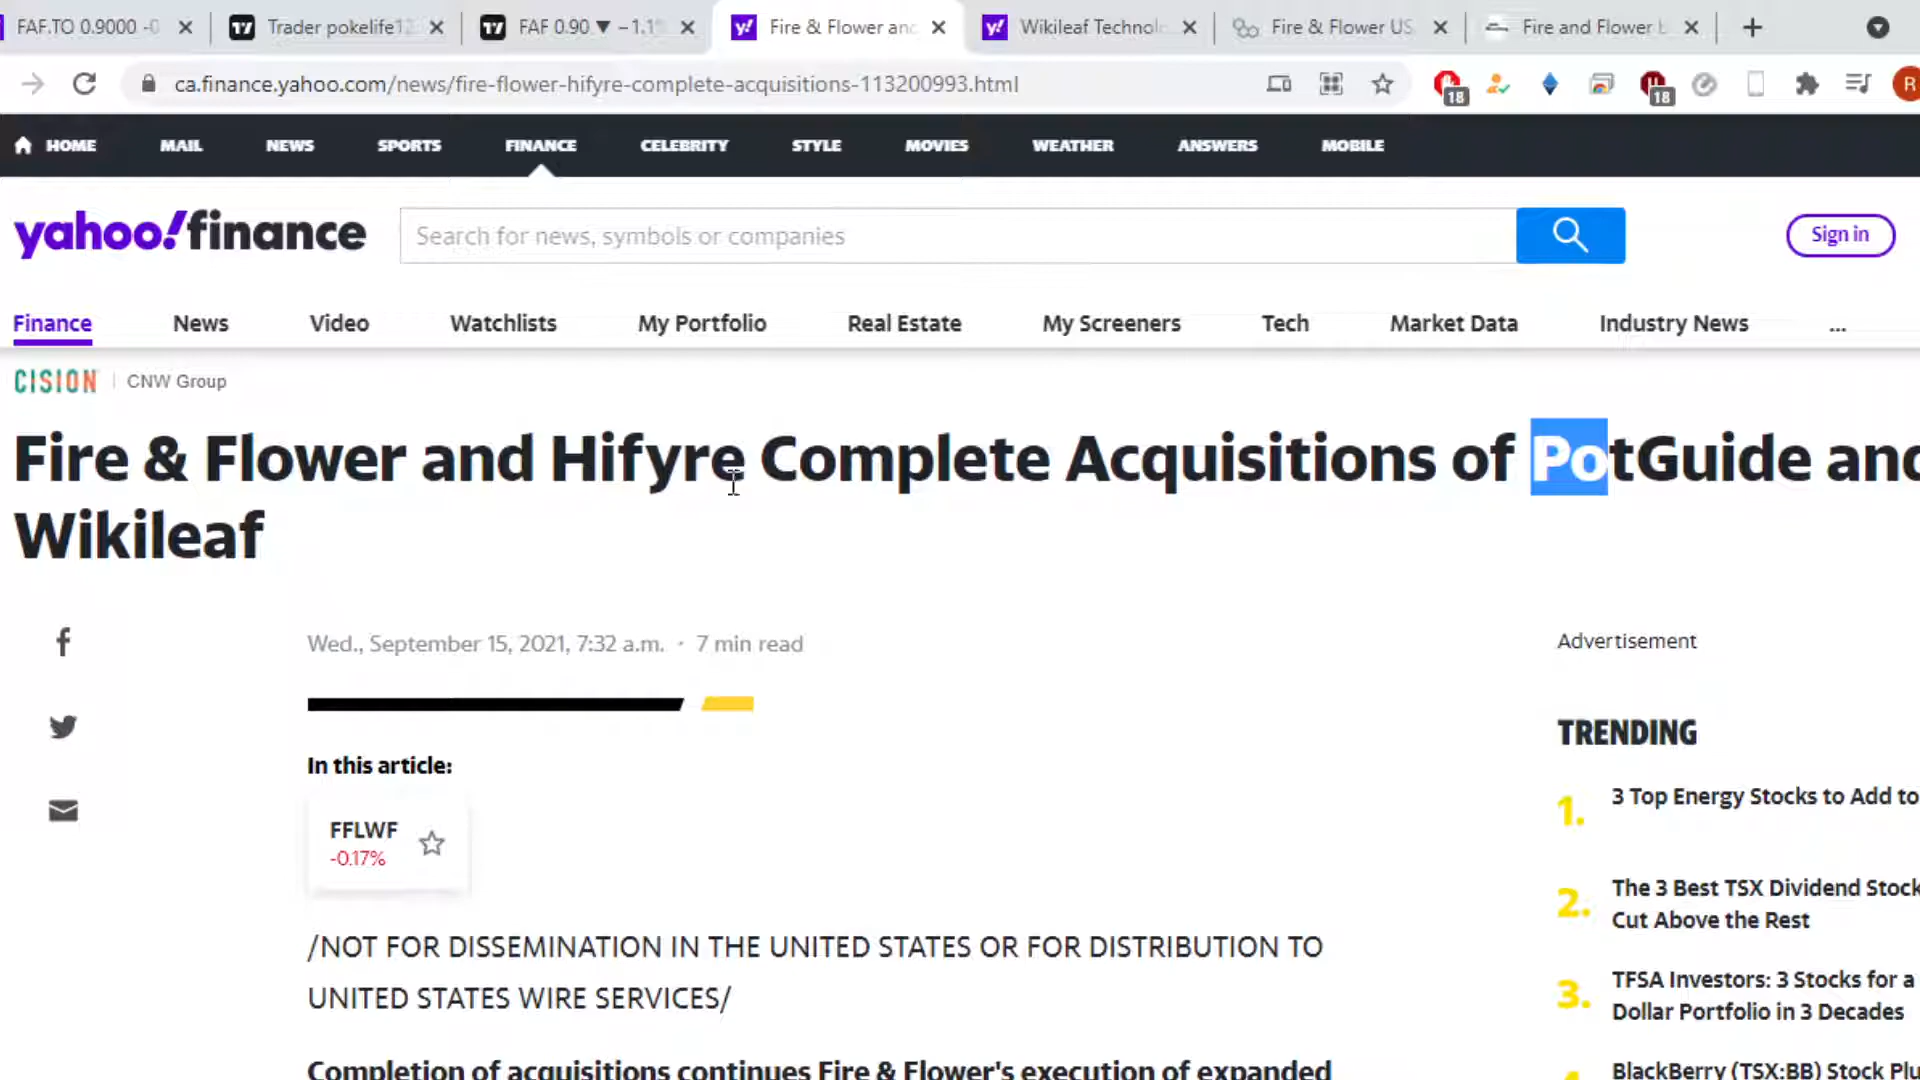 FAF.TO 0.9000 -0
Trader pokelife12
FAF 0.90 ▼ −1.1%
Fire & Flower and
Wikileaf Technol
Fire & Flower US
Fire and Flower b
ca.finance.yahoo.com/news/fire-flower-hifyre-complete-acquisitions-113200993.html
18
18
R
HOME MAIL NEWS SPORTS FINANCE CELEBRITY STYLE MOVIES WEATHER ANSWERS MOBILE
yahoo!finance
Search for news, symbols or companies
Sign in
Finance News Video Watchlists My Portfolio Real Estate My Screeners Tech Market Data Industry News ...
CISION | CNW Group
Fire & Flower and Hifyre Complete Acquisitions of PotGuide and
Wikileaf
Wed., September 15, 2021, 7:32 a.m. · 7 min read
In this article:
FFLWF
-0.17%
/NOT FOR DISSEMINATION IN THE UNITED STATES OR FOR DISTRIBUTION TO
UNITED STATES WIRE SERVICES/
Completion of acquisitions continues Fire & Flower's execution of expanded
Advertisement
TRENDING
1. 3 Top Energy Stocks to Add to
2. The 3 Best TSX Dividend Stock
Cut Above the Rest
3. TFSA Investors: 3 Stocks for a
Dollar Portfolio in 3 Decades
BlackBerry (TSX:BB) Stock Plu